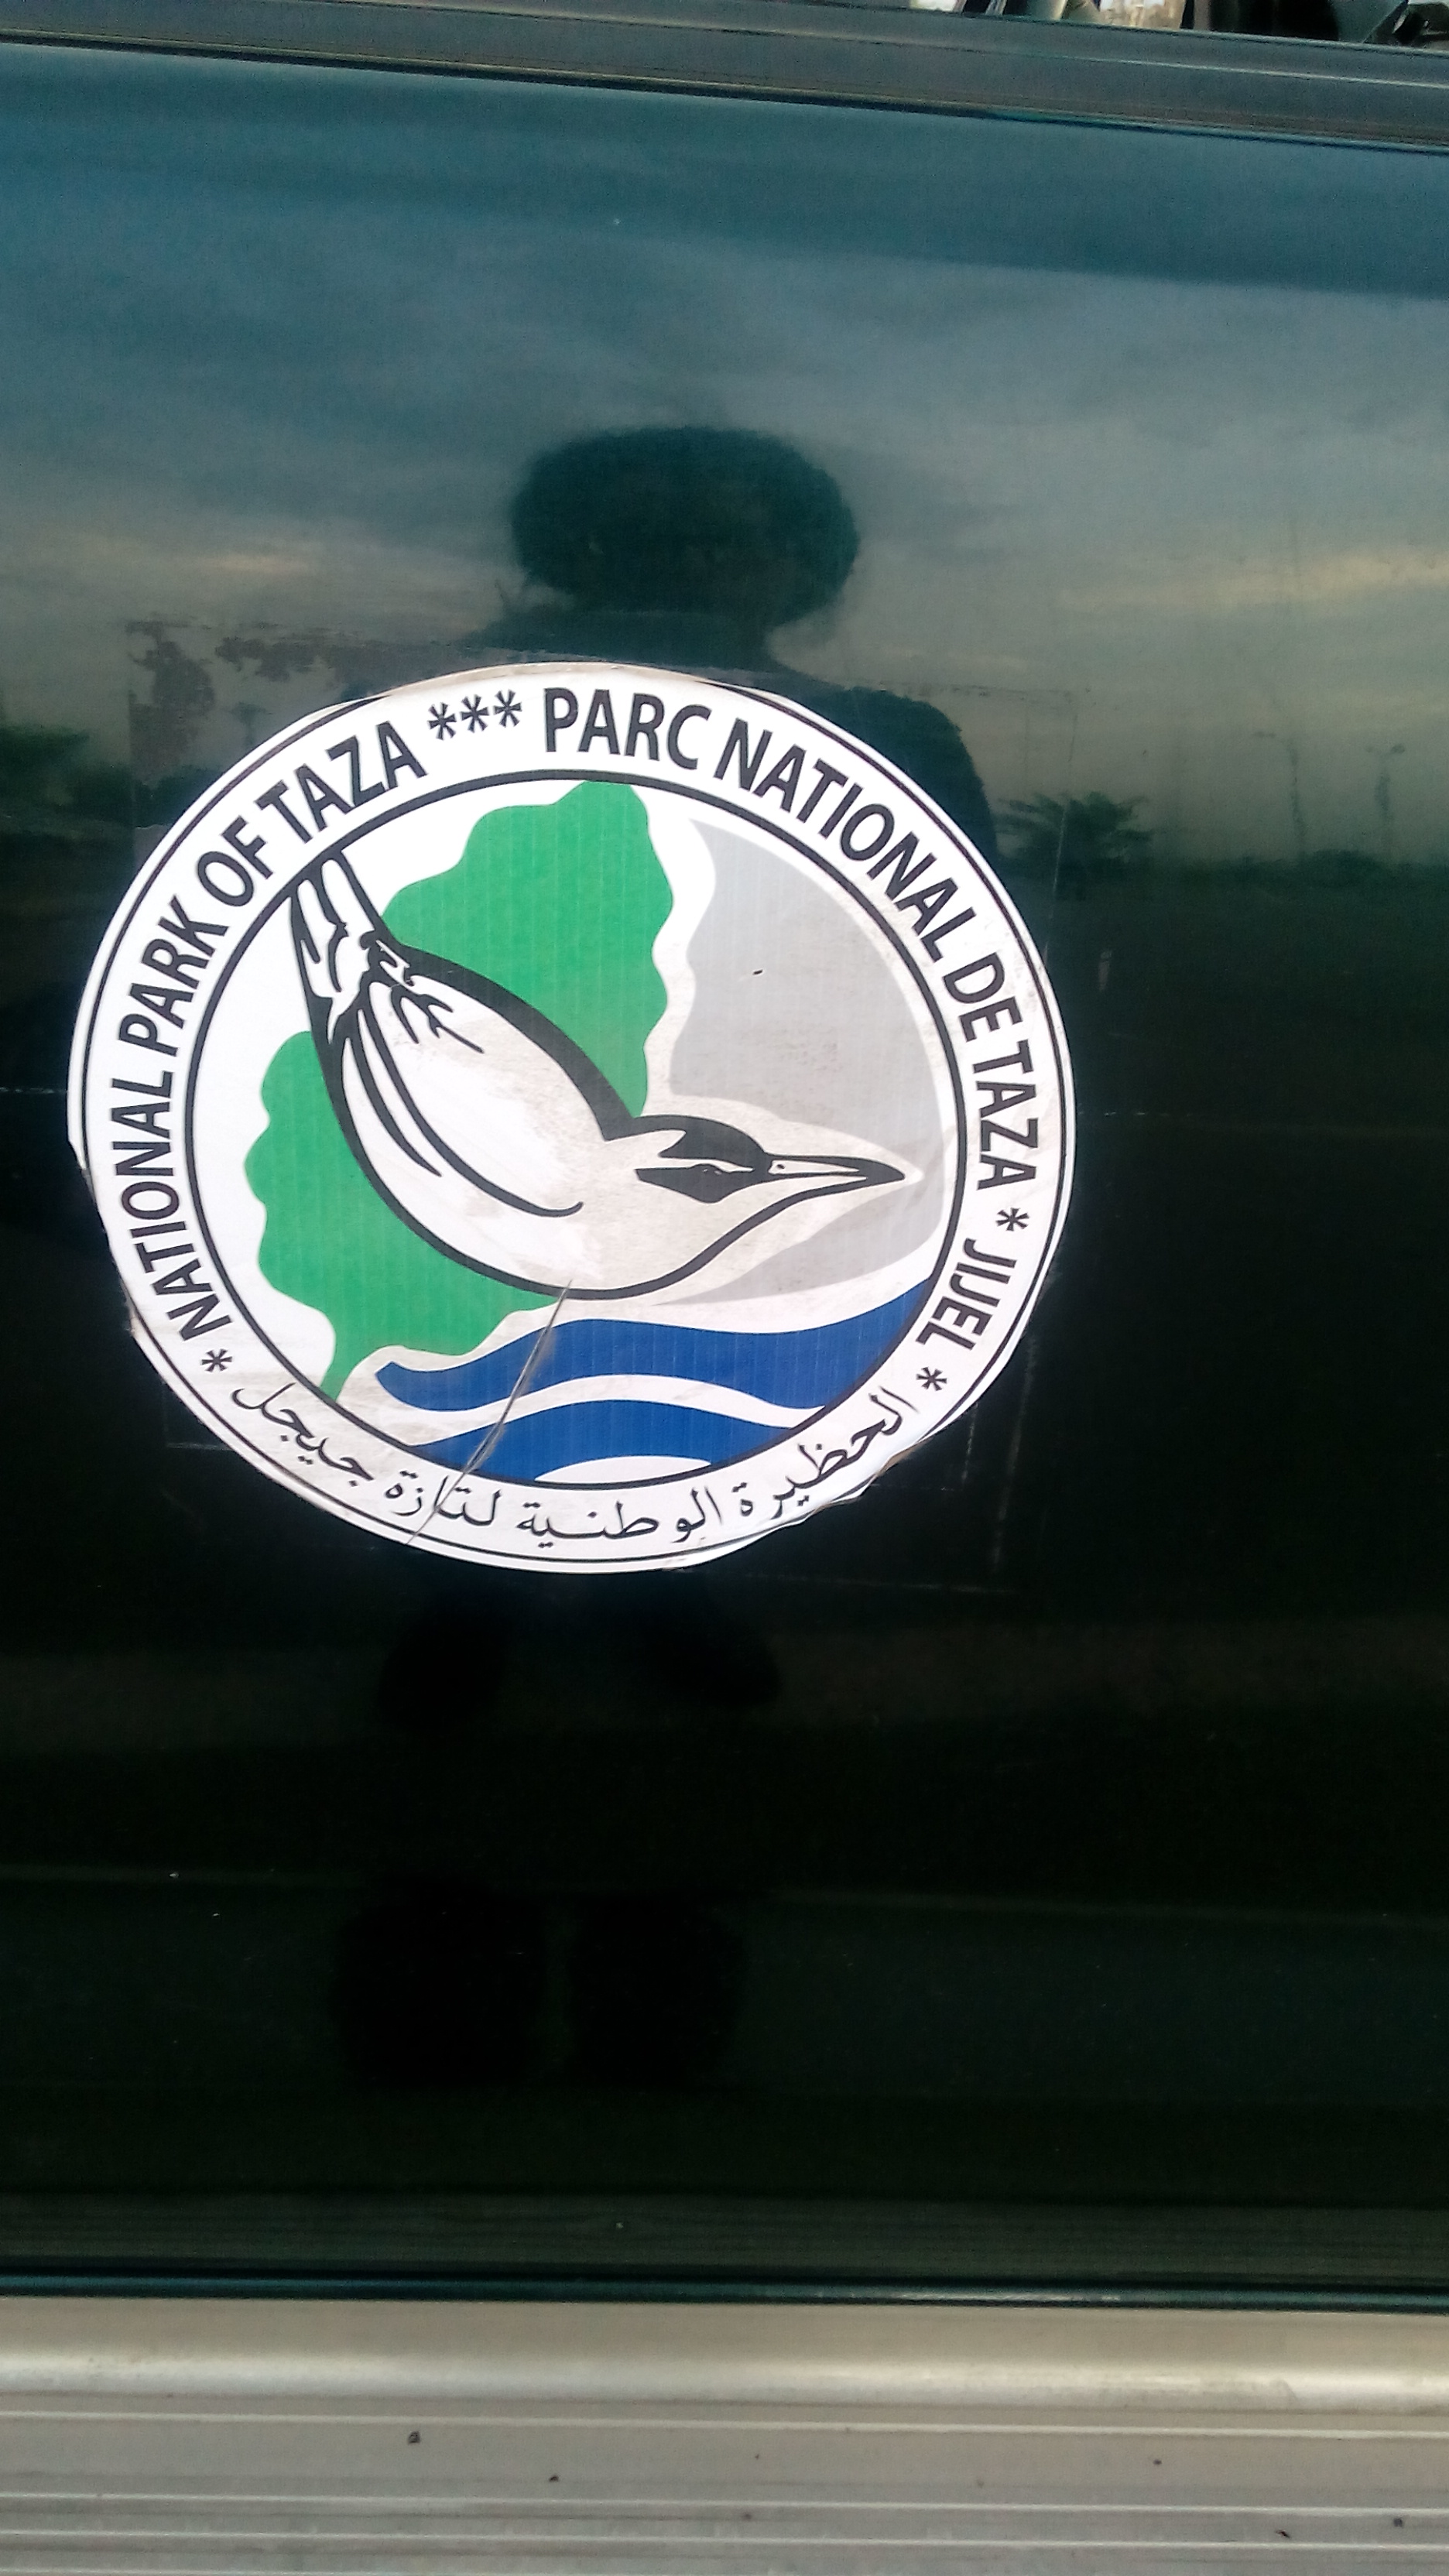 * NATIONAL PARK OF TAZA *** PARC NATIONAL DE TAZA * JIJEL *
الحظيرة الوطنية لتازة جيجل